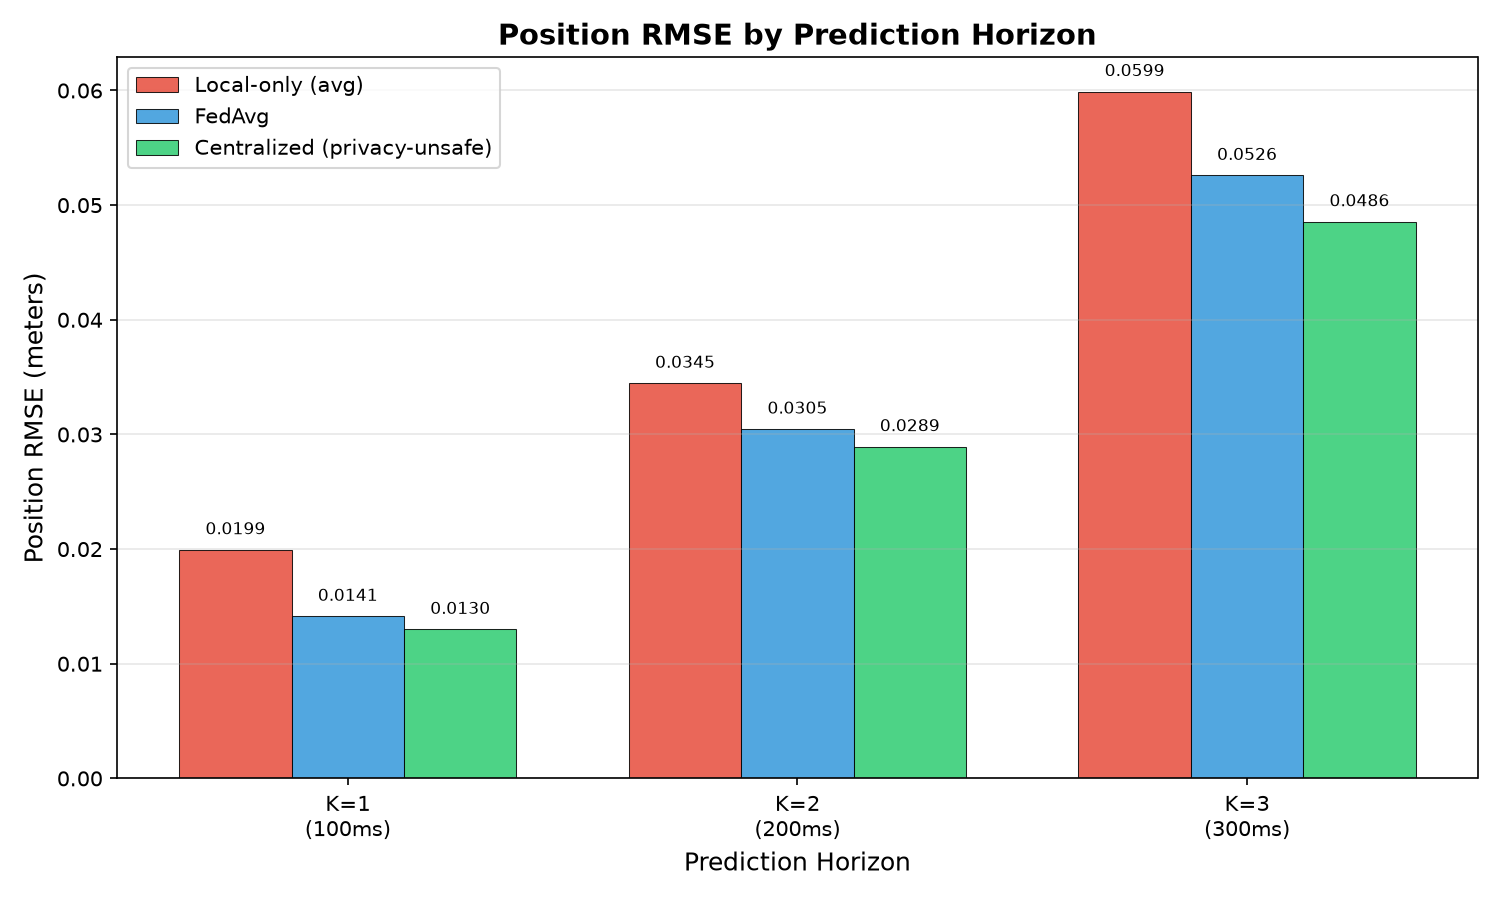 Position RMSE by Prediction Horizon
Local-only (avg)
FedAvg
Centralized (privacy-unsafe)
Position RMSE (meters)
0.06
0.05
0.04
0.03
0.02
0.01
0.00
0.0199
0.0141
0.0130
0.0345
0.0305
0.0289
0.0599
0.0526
0.0486
K=1
(100ms)
K=2
(200ms)
K=3
(300ms)
Prediction Horizon